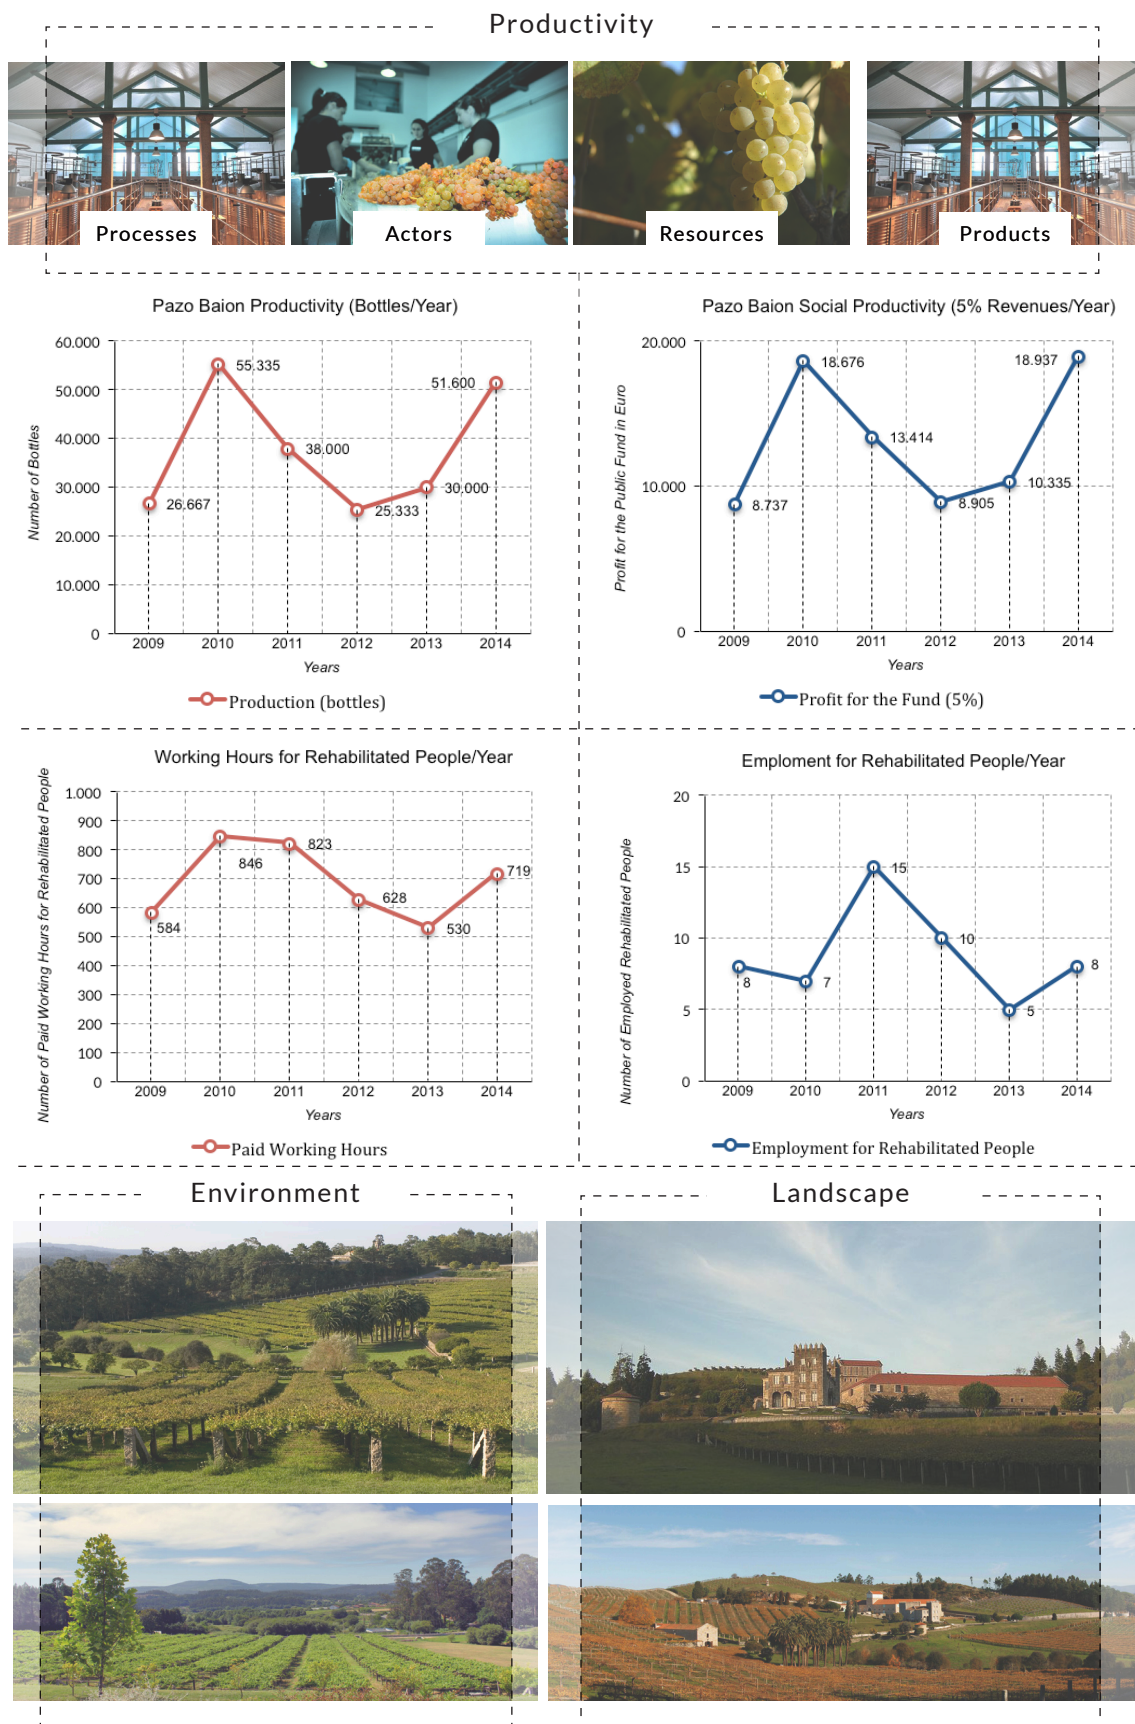 Productivity
Processes
Actors
Resources
Products
Pazo Baion Productivity (Bottles/Year)
Number of Bottles
60.000
50.000
40.000
30.000
20.000
10.000
0
26.667
55.335
38.000
25.333
30.000
51.600
2009 2010 2011 2012 2013 2014
Years
Production (bottles)
Pazo Baion Social Productivity (5% Revenues/Year)
Profit for the Public Fund in Euro
20.000
10.000
0
8.737
18.676
13.414
8.905
10.335
18.937
2009 2010 2011 2012 2013 2014
Years
Profit for the Fund (5%)
Working Hours for Rehabilitated People/Year
Number of Paid Working Hours for Rehabilitated People
1.000
900
800
700
600
500
400
300
200
100
0
584
846
823
628
530
719
2009 2010 2011 2012 2013 2014
Years
Paid Working Hours
Emploment for Rehabilitated People/Year
Number of Employed Rehabilitated People
20
15
10
5
0
8
7
15
10
5
8
2009 2010 2011 2012 2013 2014
Years
Employment for Rehabilitated People
Environment
Landscape